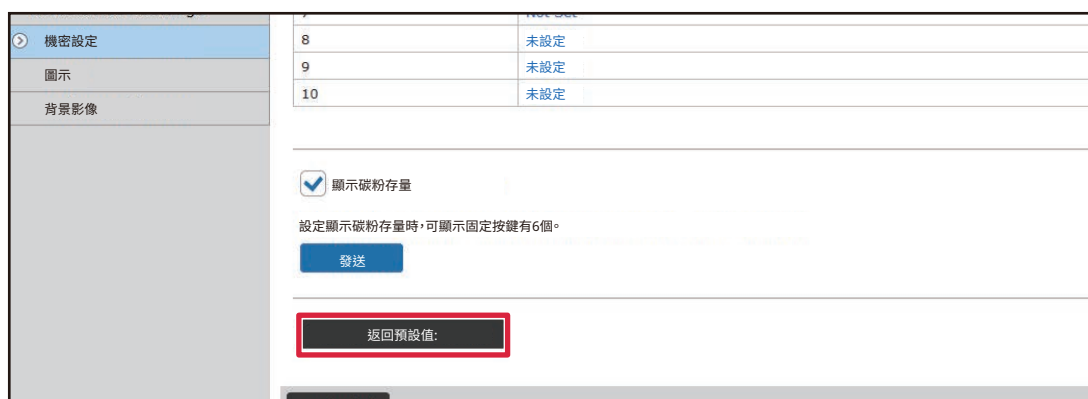 機密設定
圖示
背景影像
8 未設定
9 未設定
10 未設定
顯示碳粉存量
設定顯示碳粉存量時，可顯示固定按鍵有6個。
發送
返回預設值: